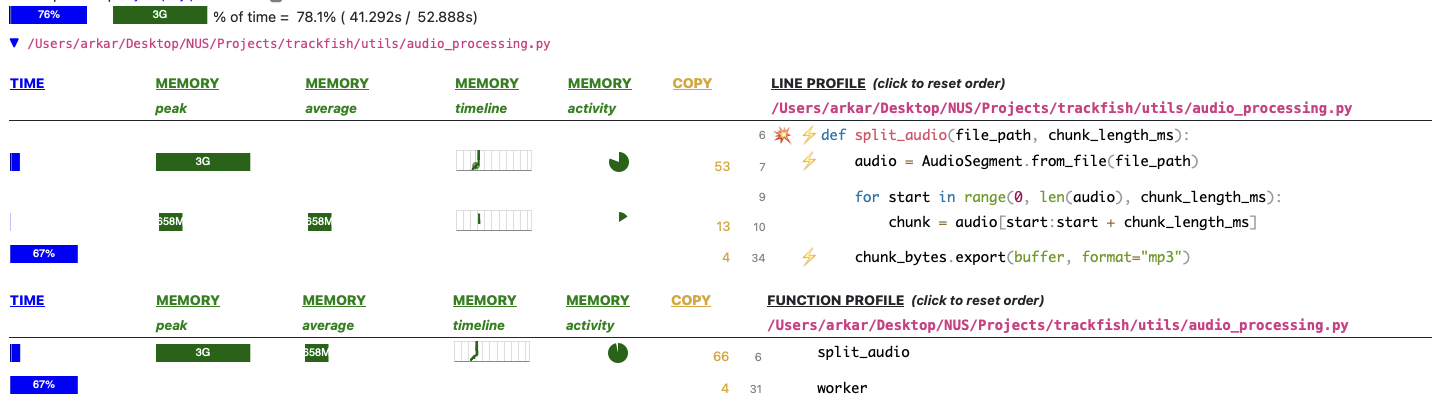 76% 3G % of time = 78.1% ( 41.292s / 52.888s)
▼ /Users/arkar/Desktop/NUS/Projects/trackfish/utils/audio_processing.py
TIME MEMORY MEMORY MEMORY MEMORY COPY LINE PROFILE (click to reset order)
peak average timeline activity /Users/arkar/Desktop/NUS/Projects/trackfish/utils/audio_processing.py
6 💥 ⚡ def split_audio(file_path, chunk_length_ms):
3G 53 7 ⚡ audio = AudioSegment.from_file(file_path)
9 for start in range(0, len(audio), chunk_length_ms):
658M 658M 13 10 chunk = audio[start:start + chunk_length_ms]
67% 4 34 ⚡ chunk_bytes.export(buffer, format="mp3")
TIME MEMORY MEMORY MEMORY MEMORY COPY FUNCTION PROFILE (click to reset order)
peak average timeline activity /Users/arkar/Desktop/NUS/Projects/trackfish/utils/audio_processing.py
3G 658M 66 6 split_audio
67% 4 31 worker